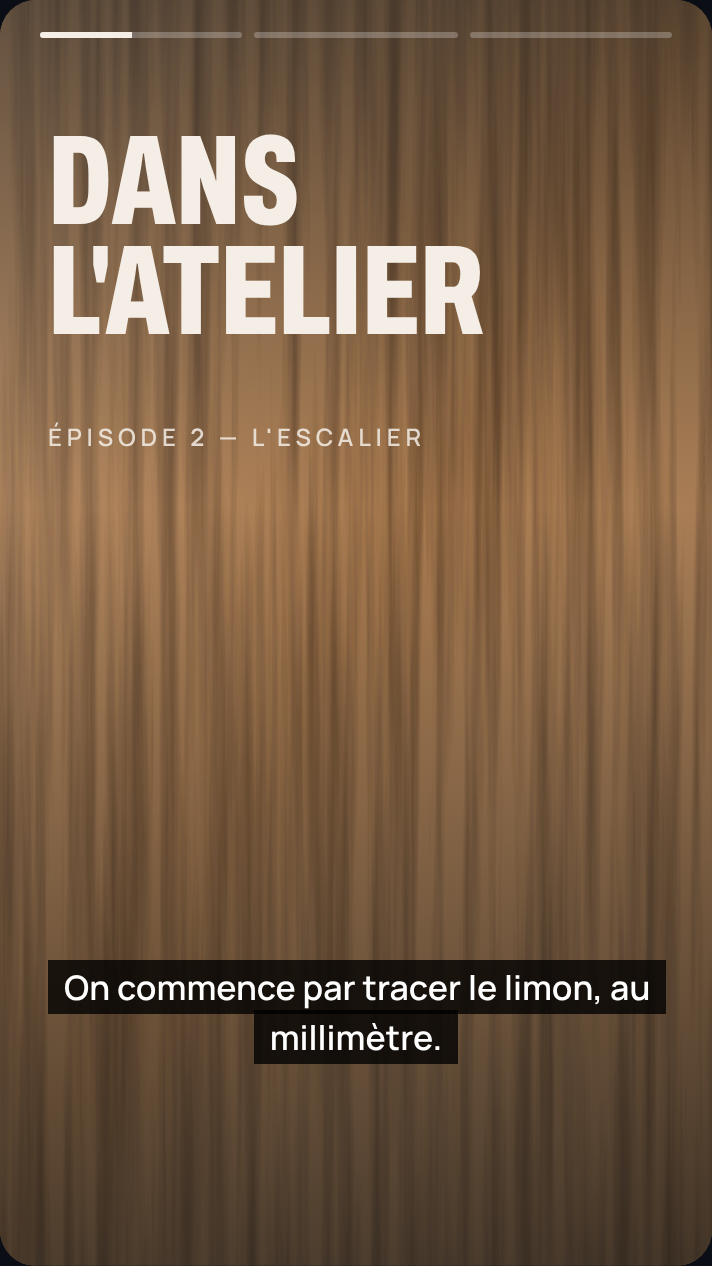 DANS
L'ATELIER
ÉPISODE 2 — L'ESCALIER
On commence par tracer le limon, au
millimètre.